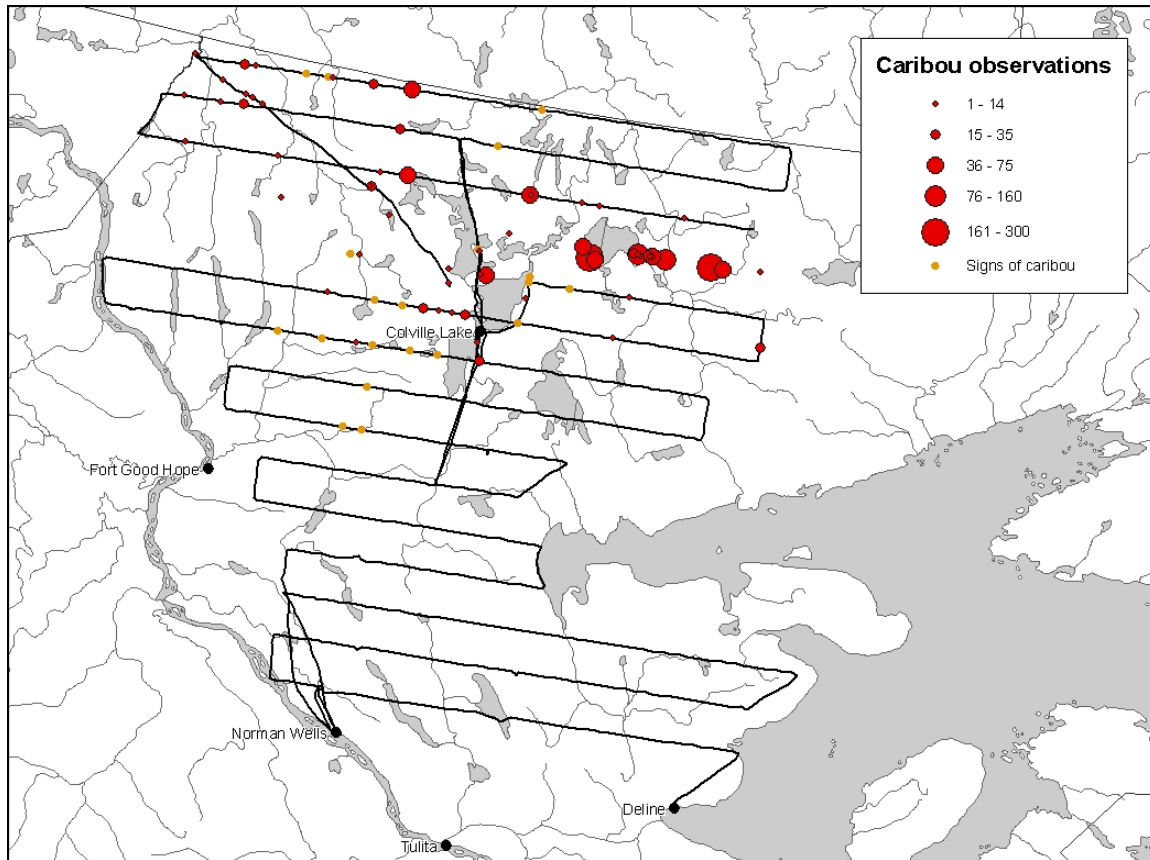 Caribou observations
1 - 14
15 - 35
36 - 75
76 - 160
161 - 300
Signs of caribou
Colville Lake
Fort Good Hope
Norman Wells
Deline
Tulita